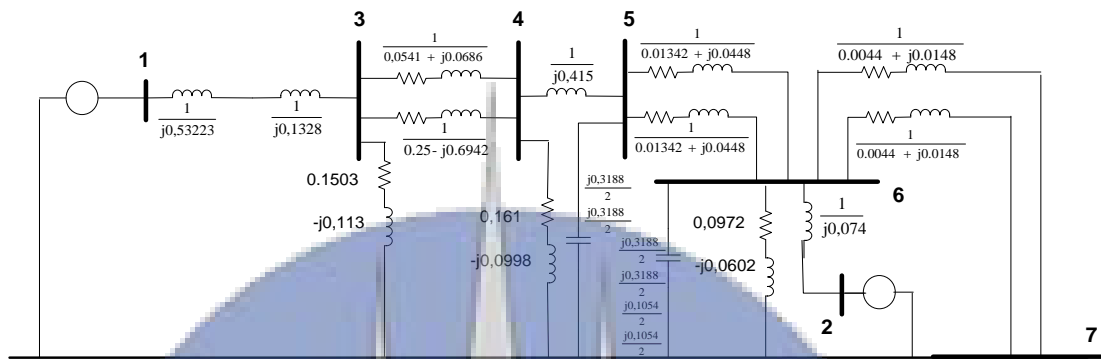 3
4
5
1
1
0,0541 + j0.0686
1
j0,415
1
0.01342 + j0.0448
1
0.0044 + j0.0148
1
j0,53223
1
j0,1328
1
0.25- j0.6942
1
0.01342 + j0.0448
1
0.0044 + j0.0148
6
0.1503
-j0,113
0,161
-j0,0998
j0,3188
2
j0,3188
2
j0,3188
2
j0,3188
2
j0,1054
2
j0,1054
2
0,0972
-j0,0602
1
j0,074
2
7